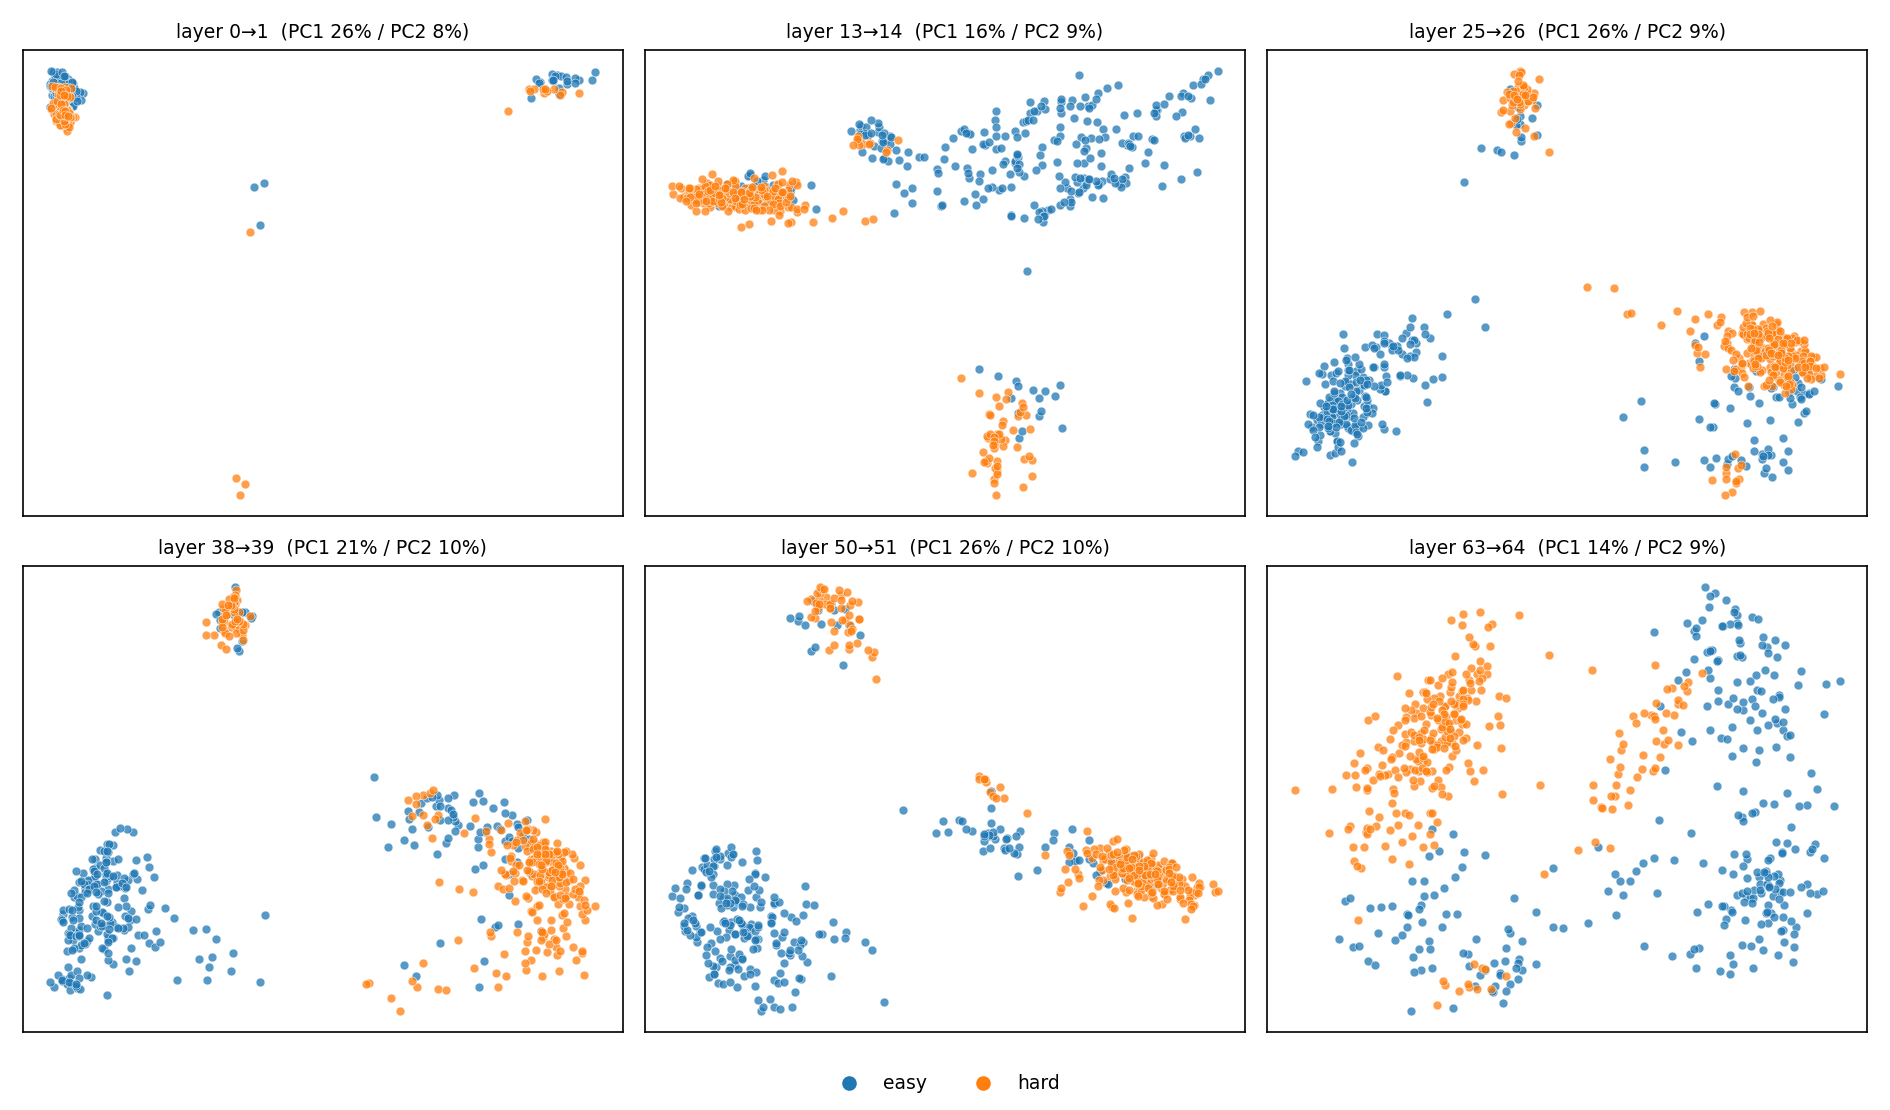 layer 0→1  (PC1 26% / PC2 8%)
layer 13→14  (PC1 16% / PC2 9%)
layer 25→26  (PC1 26% / PC2 9%)
layer 38→39  (PC1 21% / PC2 10%)
layer 50→51  (PC1 26% / PC2 10%)
layer 63→64  (PC1 14% / PC2 9%)
easy
hard